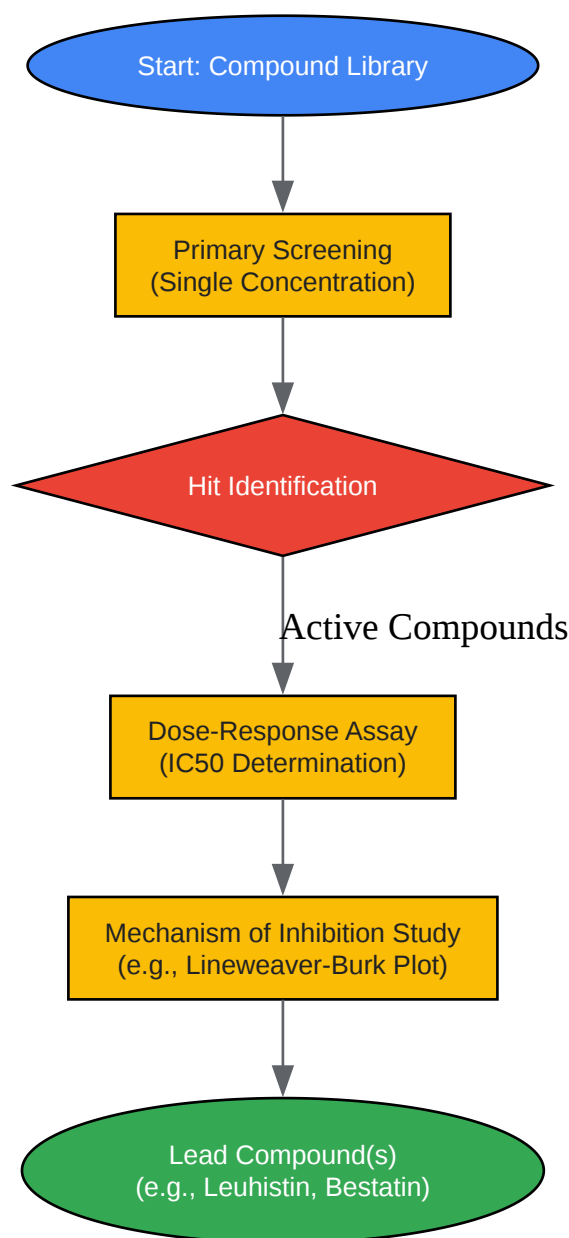 Start: Compound Library
Primary Screening
(Single Concentration)
Hit Identification
Active Compounds
Dose-Response Assay
(IC50 Determination)
Mechanism of Inhibition Study
(e.g., Lineweaver-Burk Plot)
Lead Compound(s)
(e.g., Leuhistin, Bestatin)